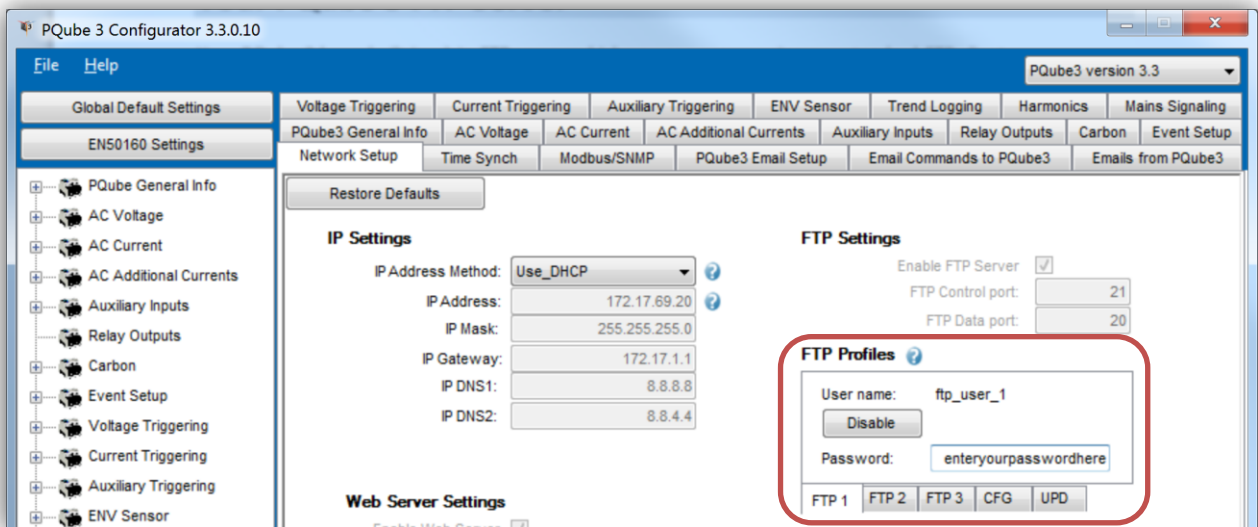 PQube 3 Configurator 3.3.0.10
File Help
PQube3 version 3.3
Global Default Settings
EN50160 Settings
PQube General Info
AC Voltage
AC Current
AC Additional Currents
Auxiliary Inputs
Relay Outputs
Carbon
Event Setup
Voltage Triggering
Current Triggering
Auxiliary Triggering
ENV Sensor
Voltage Triggering Current Triggering Auxiliary Triggering ENV Sensor Trend Logging Harmonics Mains Signaling
PQube3 General Info AC Voltage AC Current AC Additional Currents Auxiliary Inputs Relay Outputs Carbon Event Setup
Network Setup Time Synch Modbus/SNMP PQube3 Email Setup Email Commands to PQube3 Emails from PQube3
Restore Defaults
IP Settings
IP Address Method: Use_DHCP
IP Address: 172.17.69.20
IP Mask: 255.255.255.0
IP Gateway: 172.17.1.1
IP DNS1: 8.8.8.8
IP DNS2: 8.8.4.4
Web Server Settings
Enable Web Server
FTP Settings
Enable FTP Server
FTP Control port: 21
FTP Data port: 20
FTP Profiles
User name: ftp_user_1
Disable
Password: enteryourpasswordhere
FTP 1 FTP 2 FTP 3 CFG UPD